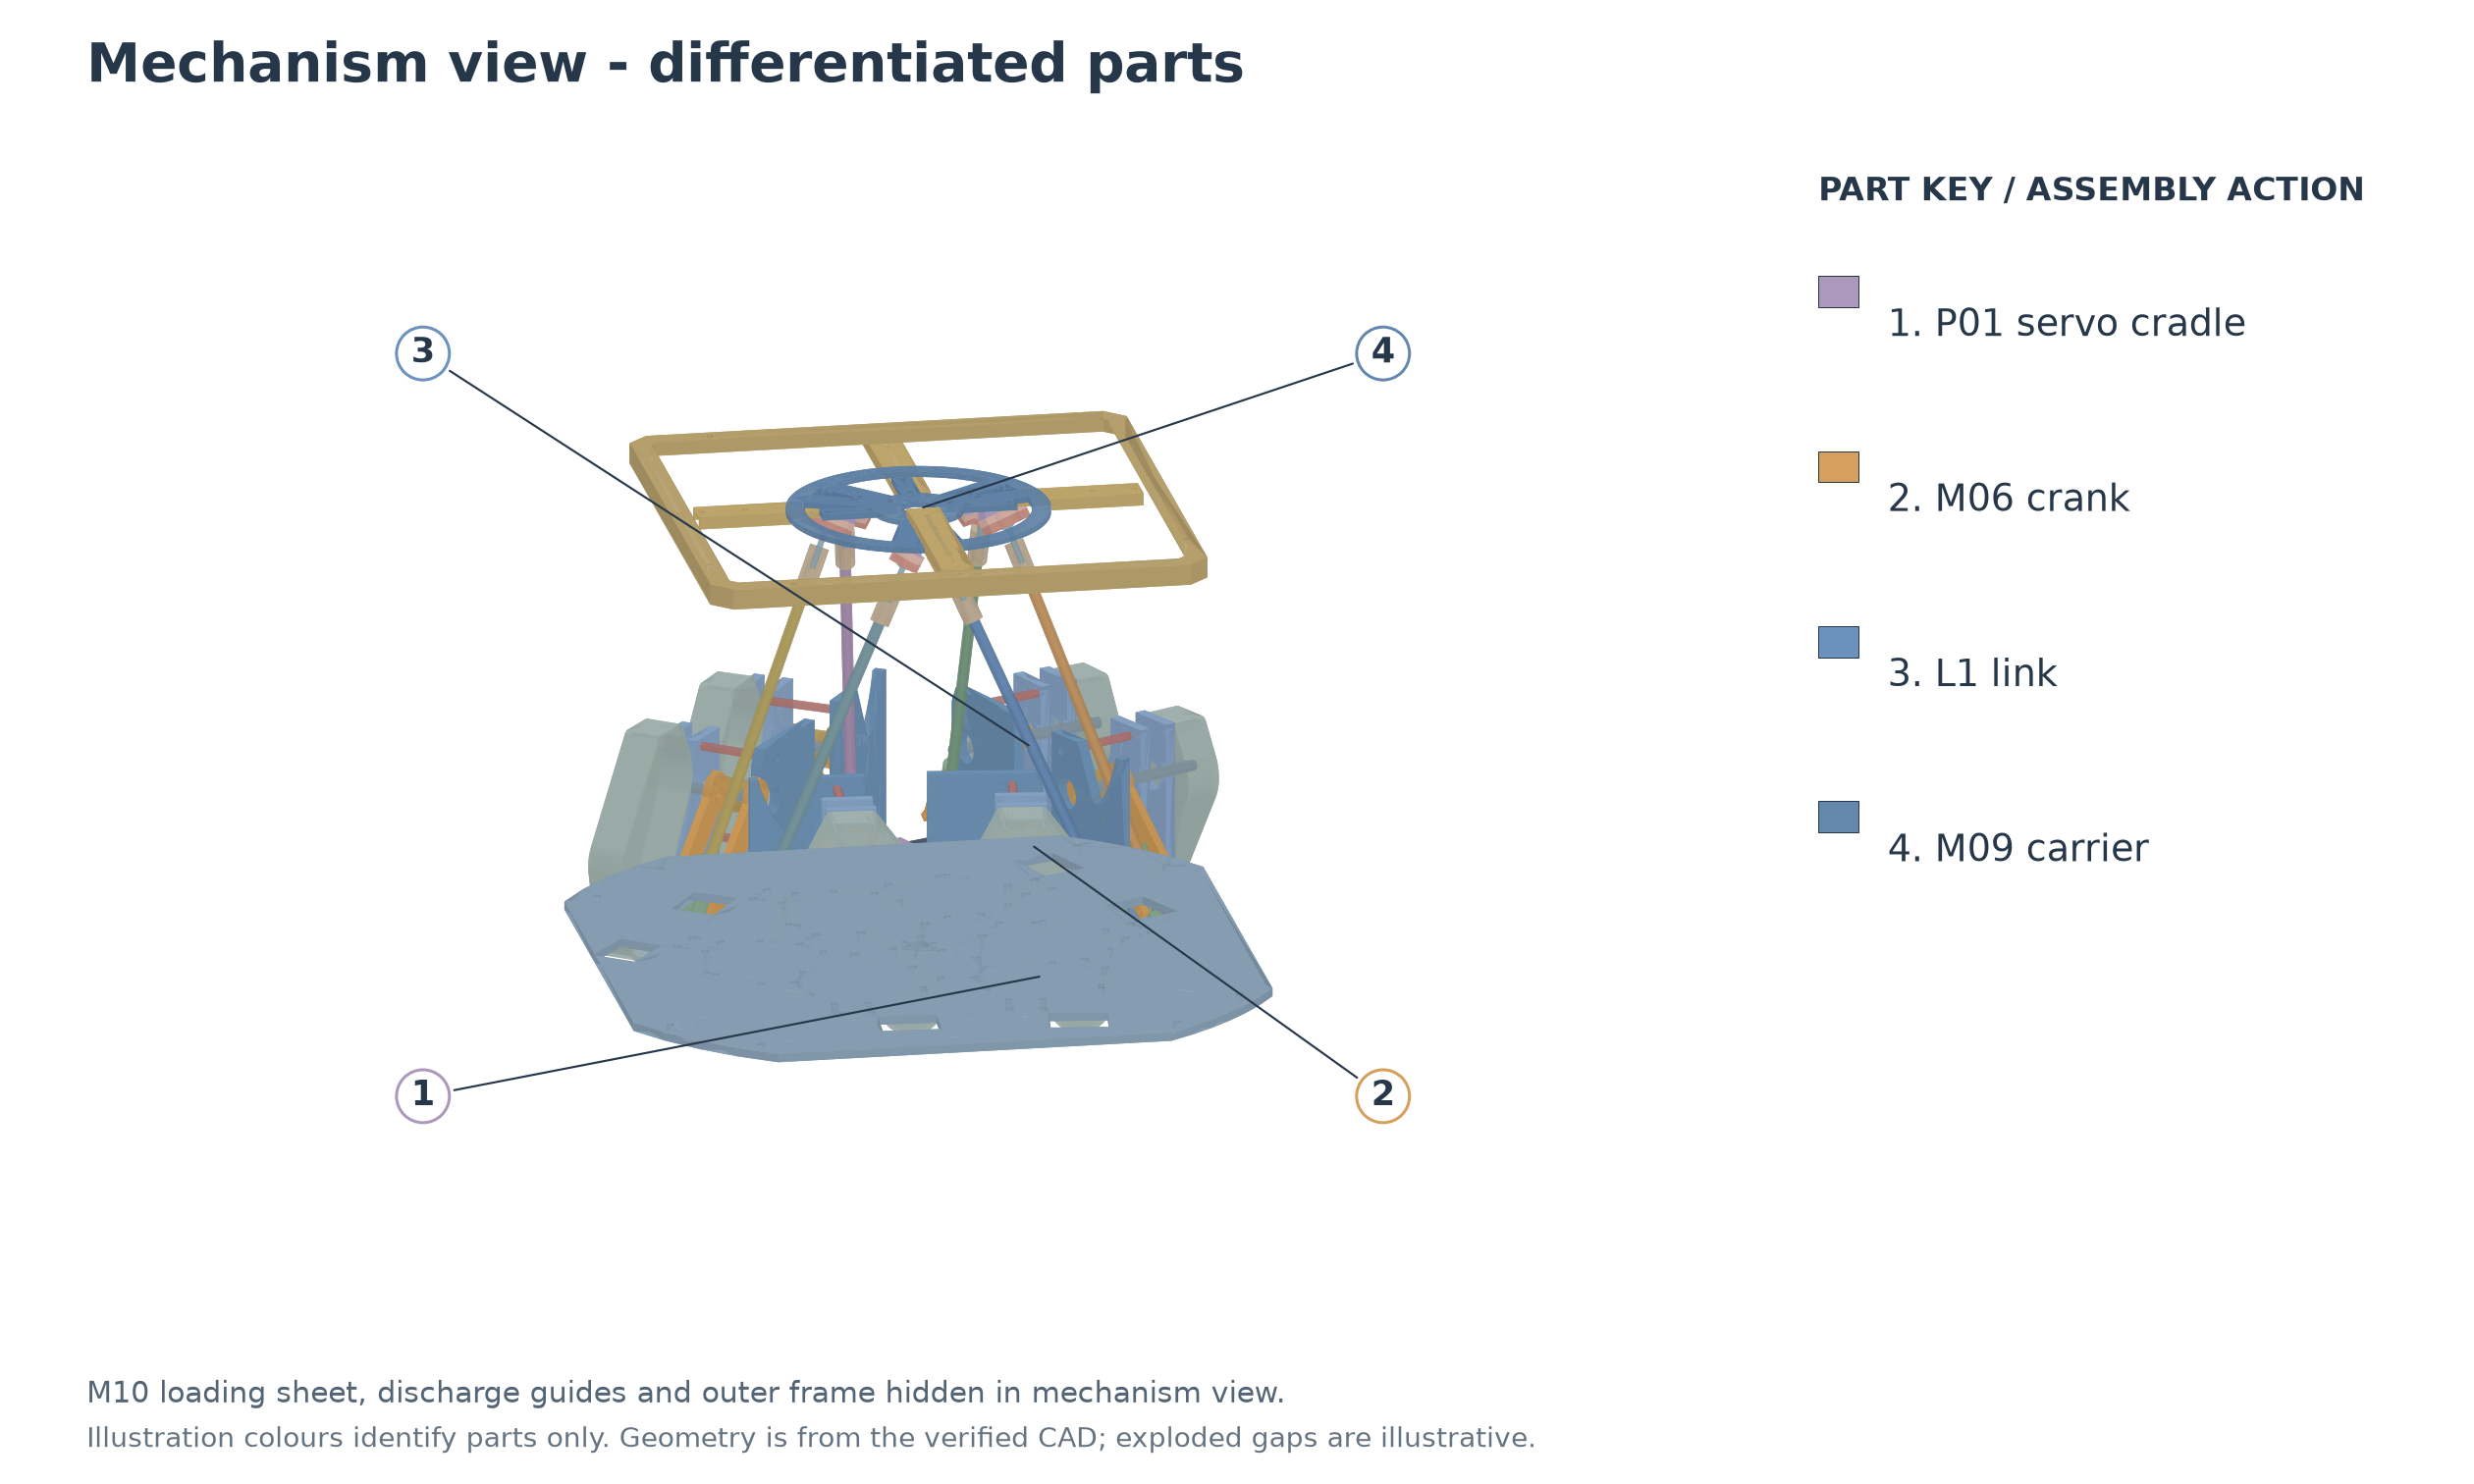 Mechanism view - differentiated parts
PART KEY / ASSEMBLY ACTION
1. P01 servo cradle
2. M06 crank
3. L1 link
4. M09 carrier
3
4
1
2
M10 loading sheet, discharge guides and outer frame hidden in mechanism view.
Illustration colours identify parts only. Geometry is from the verified CAD; exploded gaps are illustrative.